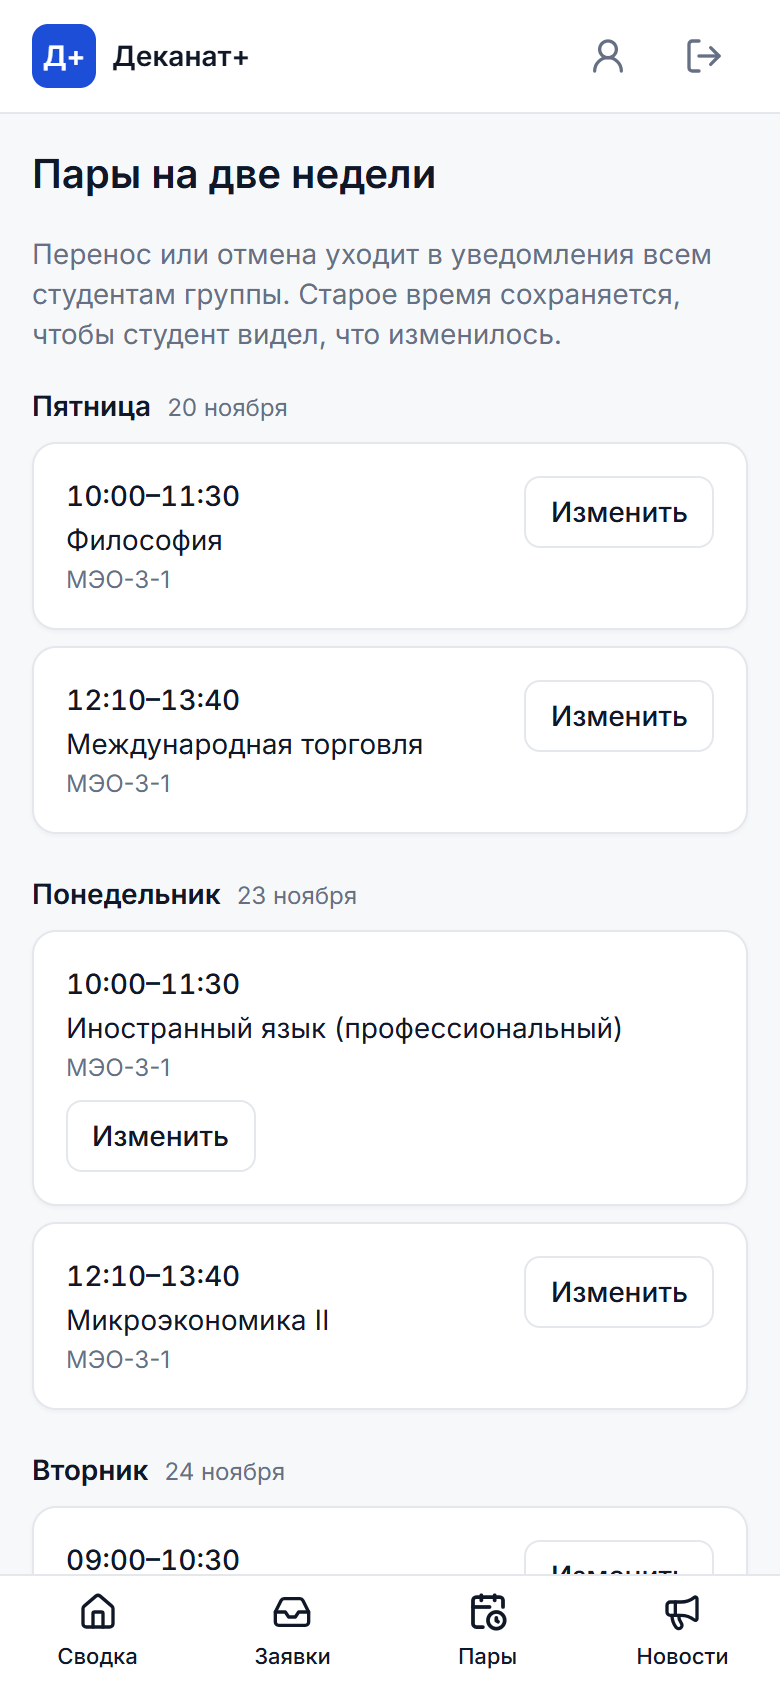 Д+ Деканат+
Пары на две недели
Перенос или отмена уходит в уведомления всем
студентам группы. Старое время сохраняется,
чтобы студент видел, что изменилось.
Пятница 20 ноября
10:00–11:30
Изменить
Философия
МЭО-3-1
12:10–13:40
Изменить
Международная торговля
МЭО-3-1
Понедельник 23 ноября
10:00–11:30
Иностранный язык (профессиональный)
МЭО-3-1
Изменить
12:10–13:40
Изменить
Микроэкономика II
МЭО-3-1
Вторник 24 ноября
09:00–10:30
Изменить
Сводка Заявки Пары Новости